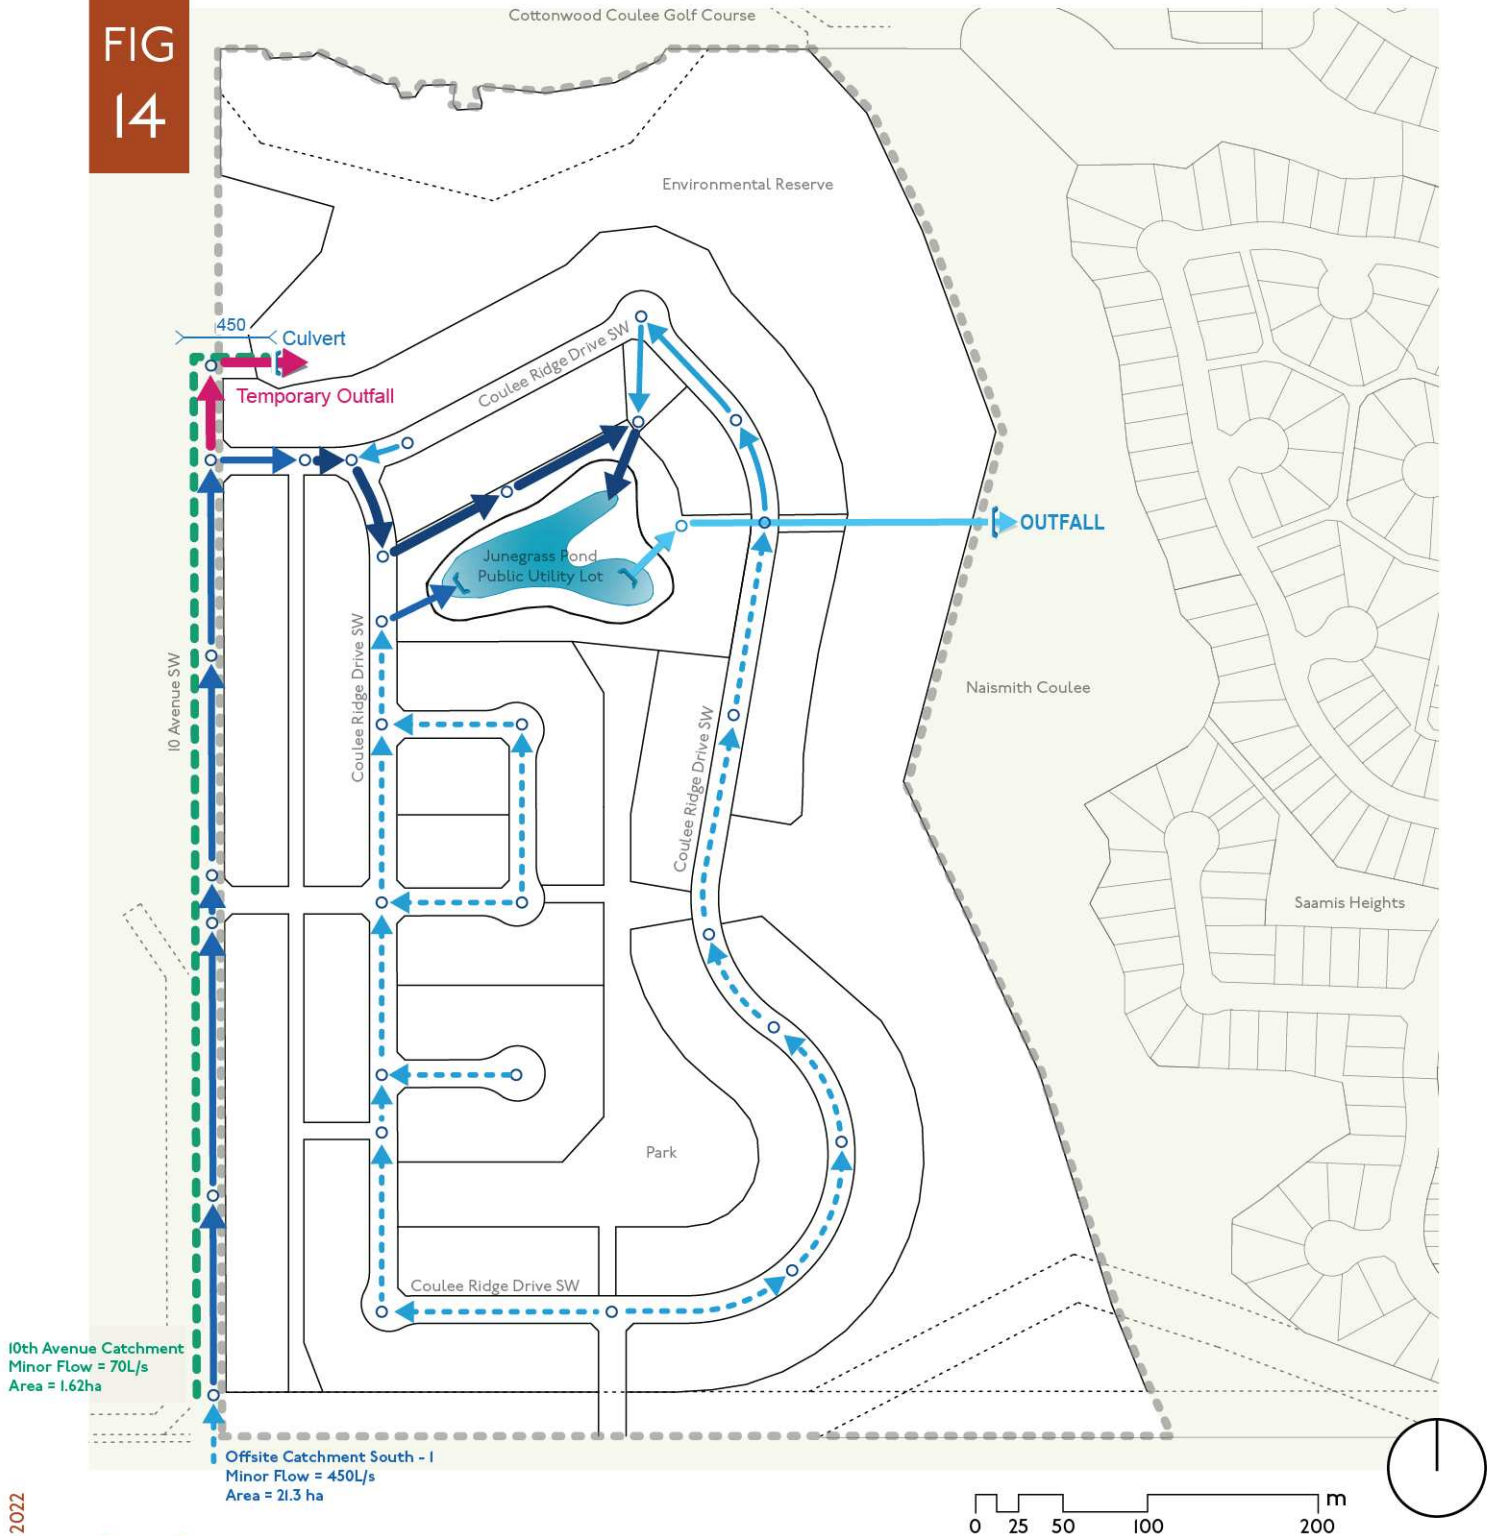 FIG
14
Cottonwood Coulee Golf Course
Environmental Reserve
450
Culvert
Temporary Outfall
Coulee Ridge Drive SW
OUTFALL
Junegrass Pond
Public Utility Lot
10 Avenue SW
Coulee Ridge Drive SW
Coulee Ridge Drive SW
Naismith Coulee
Saamis Heights
Park
Coulee Ridge Drive SW
10th Avenue Catchment
Minor Flow = 70L/s
Area = 1.62ha
Offsite Catchment South - 1
Minor Flow = 450L/s
Area = 21.3 ha
2022
m
0 25 50 100 200